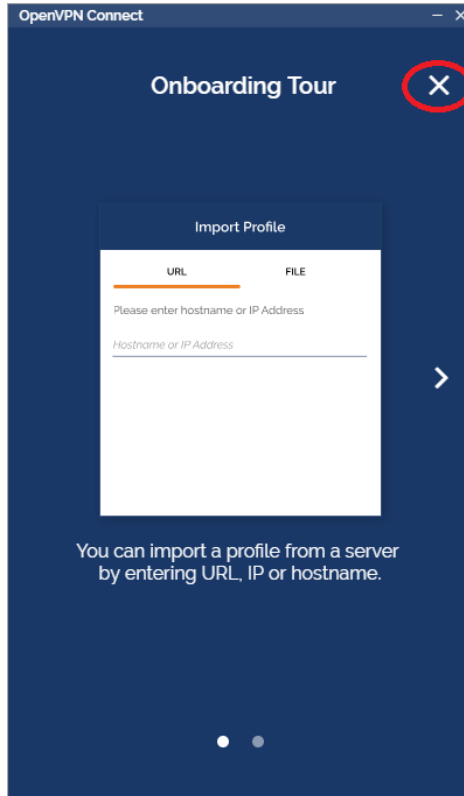 OpenVPN Connect
Onboarding Tour
Import Profile
URL FILE
Please enter hostname or IP Address
Hostname or IP Address
You can import a profile from a server
by entering URL, IP or hostname.